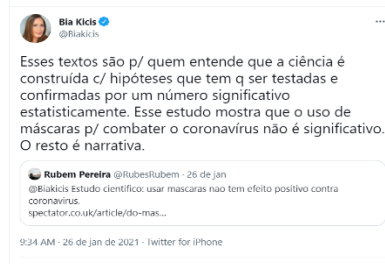 Bia Kicis
@Biakicis
Esses textos são p/ quem entende que a ciência é
construída c/ hipóteses que tem q ser testadas e
confirmadas por um número significativo
estatisticamente. Esse estudo mostra que o uso de
máscaras p/ combater o coronavírus não é significativo.
O resto é narrativa.
Rubem Pereira @RubesRubem · 26 de jan
@Biakicis Estudo cientifico: usar mascaras nao tem efeito positivo contra
coronavirus.
spectator.co.uk/article/do-mas...
9:34 AM · 26 de jan de 2021 · Twitter for iPhone